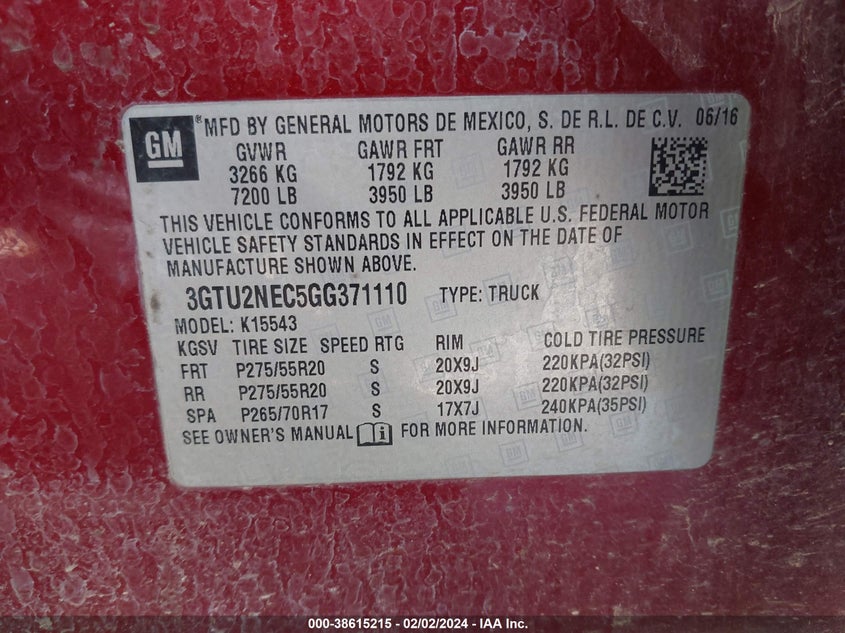 GM ® MFD BY GENERAL MOTORS DE MEXICO, S. DE R.L. DE C.V. 06/16
GVWR GAWR FRT GAWR RR
3266 KG 1792 KG 1792 KG
7200 LB 3950 LB 3950 LB
THIS VEHICLE CONFORMS TO ALL APPLICABLE U.S. FEDERAL MOTOR
VEHICLE SAFETY STANDARDS IN EFFECT ON THE DATE OF
MANUFACTURE SHOWN ABOVE.
3GTU2NEC5GG371110 TYPE: TRUCK
MODEL: K15543
KGSV TIRE SIZE SPEED RTG RIM COLD TIRE PRESSURE
FRT P275/55R20 S 20X9J 220KPA(32PSI)
RR P275/55R20 S 20X9J 220KPA(32PSI)
SPA P265/70R17 S 17X7J 240KPA(35PSI)
SEE OWNER'S MANUAL i FOR MORE INFORMATION.
000-38615215 - 02/02/2024 - IAA Inc.